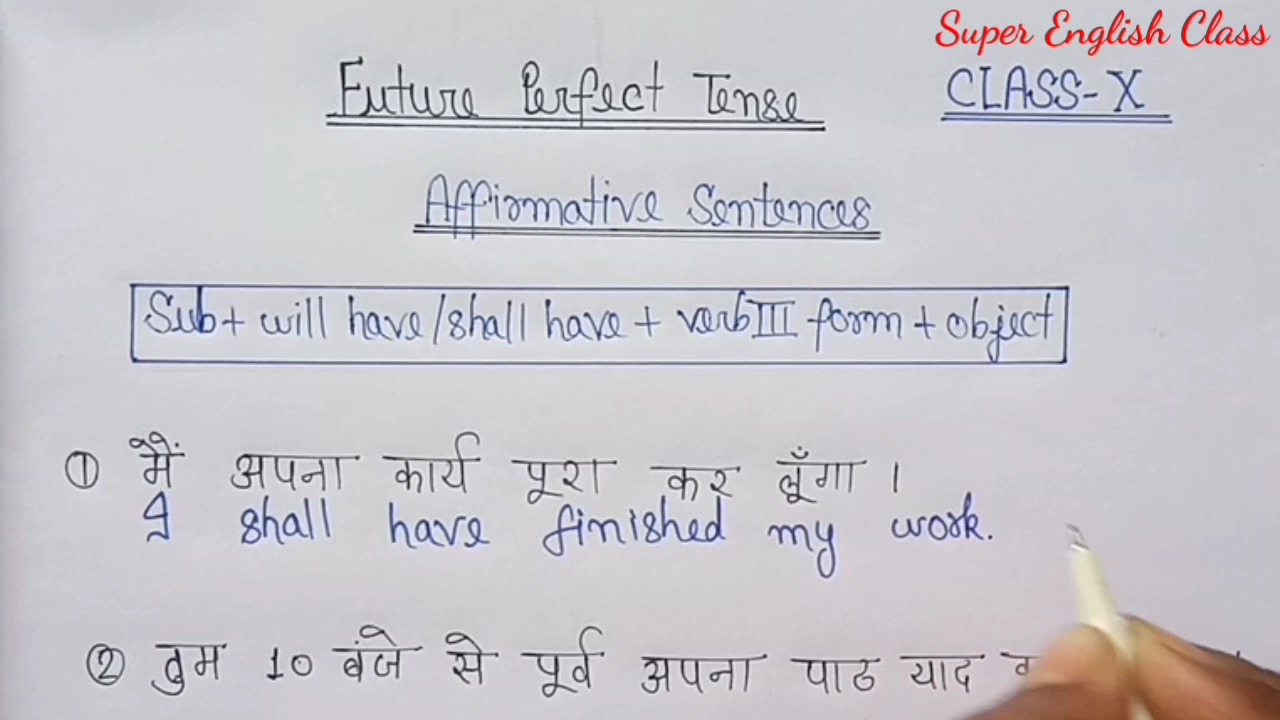 Super English Class
Future Perfect Tense CLASS-X
Affirmative Sentences
Sub + will have/shall have + verb III form + object
① मैं अपना कार्य पूरा कर लूँगा ।
I shall have finished my work.
② तुम 10 बजे से पूर्व अपना पाठ याद